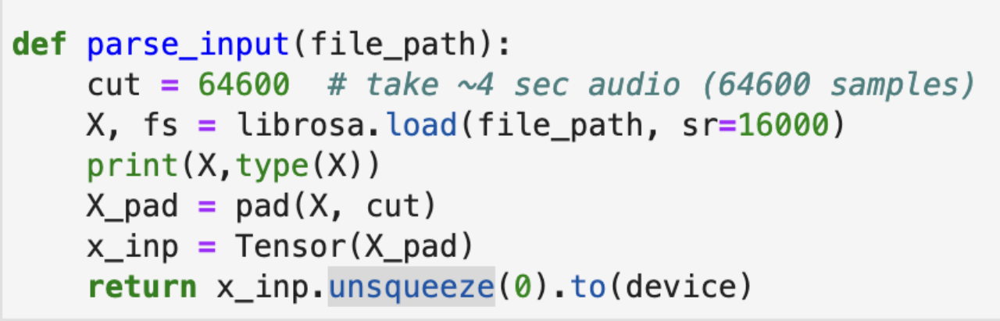 def parse_input(file_path):
    cut = 64600  # take ~4 sec audio (64600 samples)
    X, fs = librosa.load(file_path, sr=16000)
    print(X,type(X))
    X_pad = pad(X, cut)
    x_inp = Tensor(X_pad)
    return x_inp.unsqueeze(0).to(device)